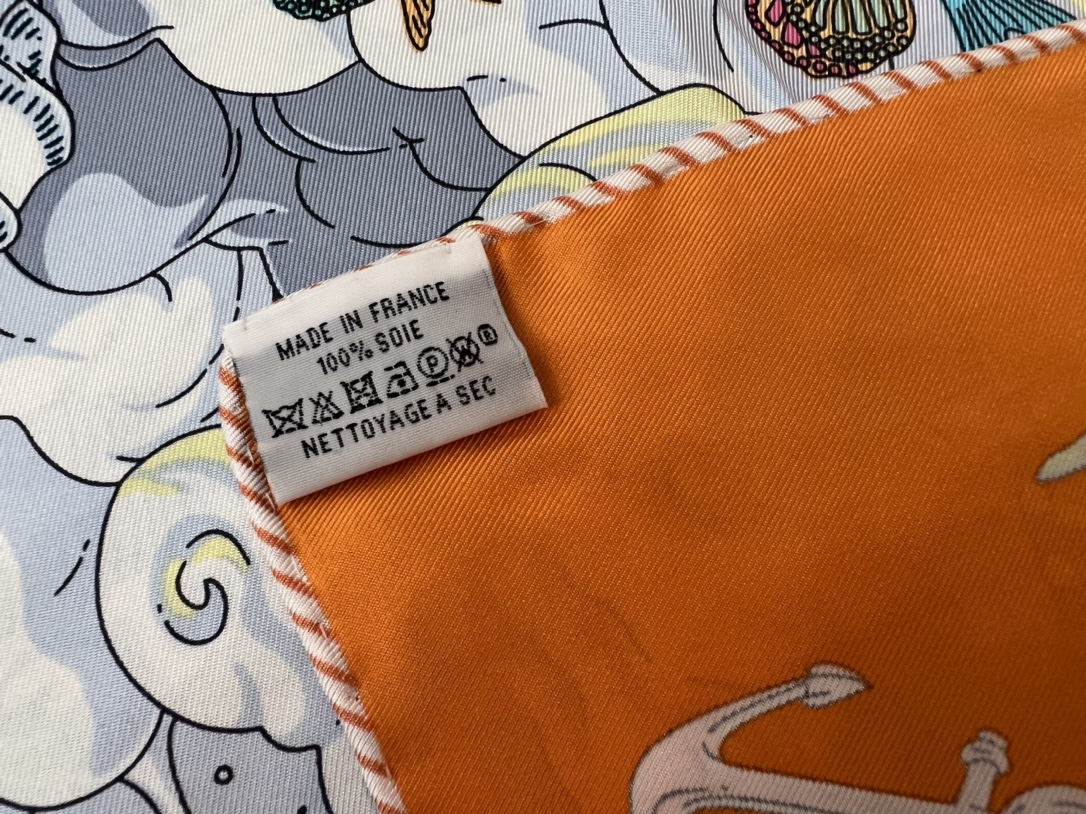 MADE IN FRANCE
100% SOIE
P ®
NETTOYAGE A SEC